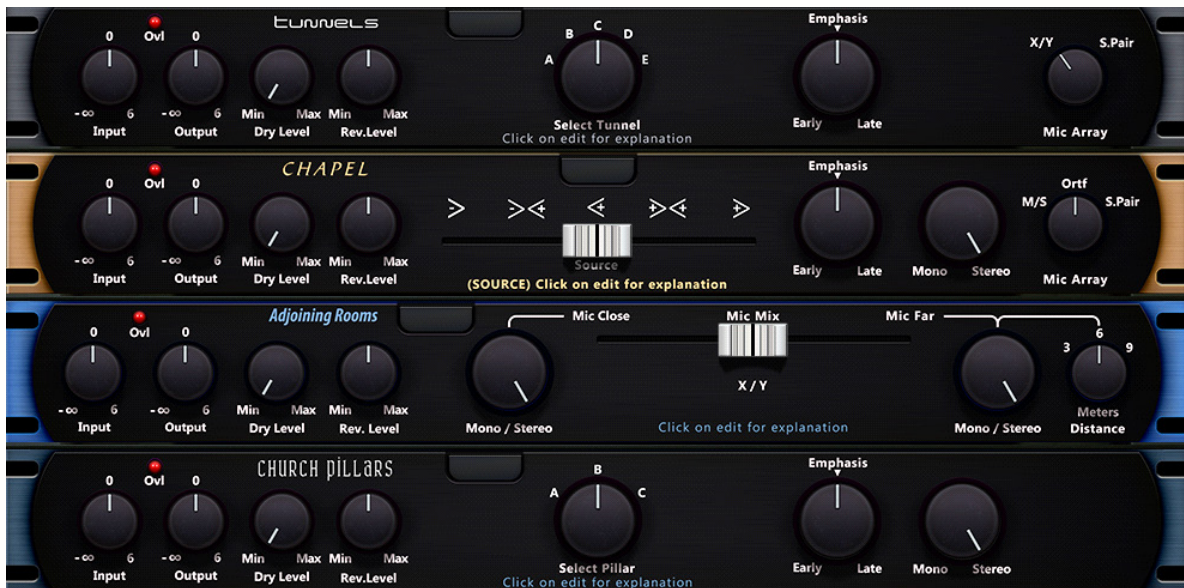 tunnels
0 Ovl 0
-∞ 6 -∞ 6 Min Max Min Max
Input Output Dry Level Rev.Level
A B C D E
Select Tunnel
Click on edit for explanation
Emphasis
Early Late
X/Y S.Pair
Mic Array
CHAPEL
0 Ovl 0
-∞ 6 -∞ 6 Min Max Min Max
Input Output Dry Level Rev.Level
Source
(SOURCE) Click on edit for explanation
Emphasis
Early Late
Mono Stereo
Ortf
M/S S.Pair
Mic Array
Adjoining Rooms
0 Ovl 0
-∞ 6 -∞ 6 Min Max Min Max
Input Output Dry Level Rev. Level
Mic Close Mic Mix Mic Far
Mono / Stereo
X/Y
Click on edit for explanation
Mono / Stereo
3 6 9
Meters
Distance
CHURCH PILLARS
0 Ovl 0
-∞ 6 -∞ 6 Min Max Min Max
Input Output Dry Level Rev.Level
A B C
Select Pillar
Click on edit for explanation
Emphasis
Early Late
Mono Stereo